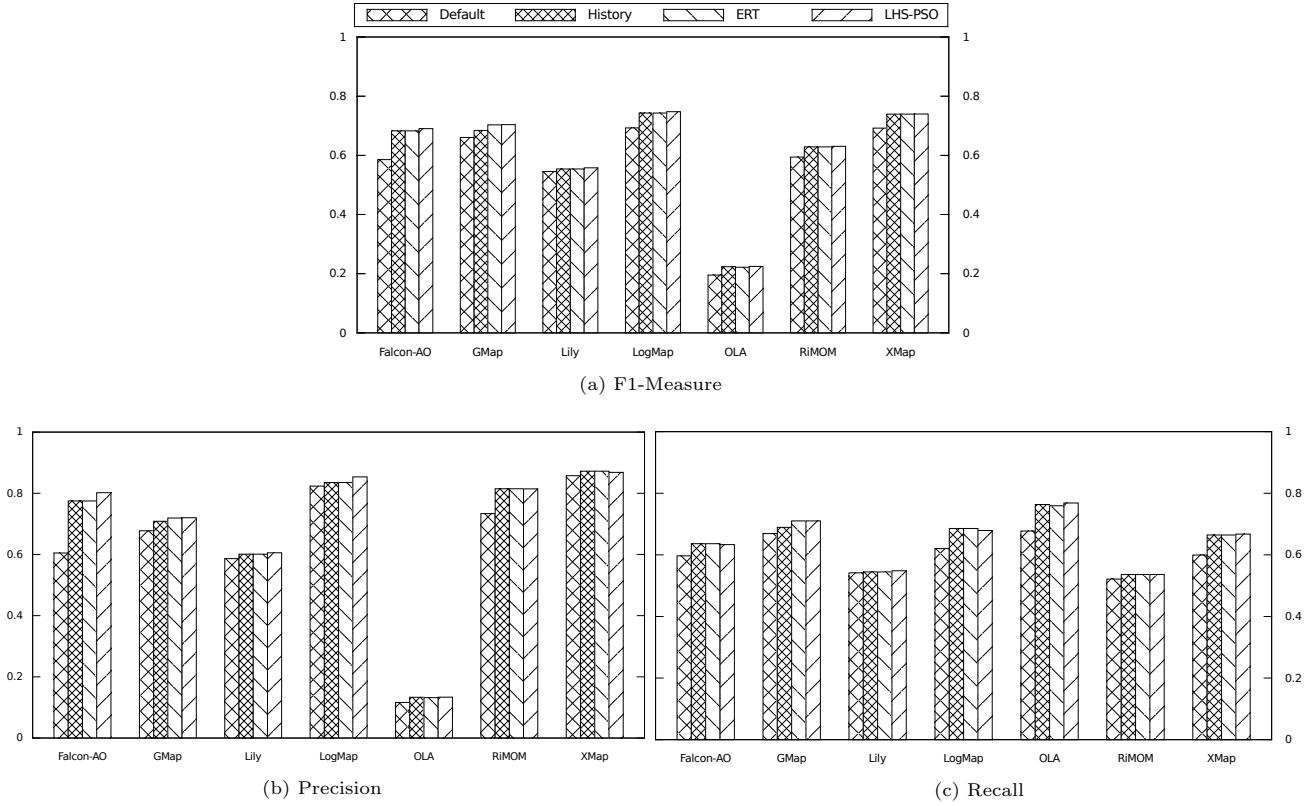 Default History ERT LHS-PSO
1 1
0.8 0.8
0.6 0.6
0.4 0.4
0.2 0.2
0 0
Falcon-AO GMap Lily LogMap OLA RiMOM XMap
(a) F1-Measure
1
0.8
0.6
0.4
0.2
0
Falcon-AO GMap Lily LogMap OLA RiMOM XMap
(b) Precision
1
0.8
0.6
0.4
0.2
0
Falcon-AO GMap Lily LogMap OLA RiMOM XMap
(c) Recall